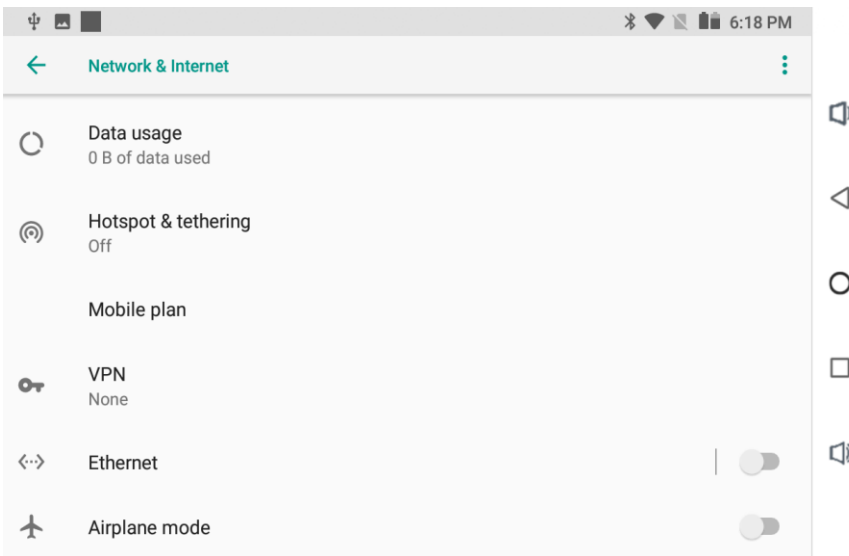 6:18 PM
Network & Internet
Data usage
0 B of data used
Hotspot & tethering
Off
Mobile plan
VPN
None
Ethernet
Airplane mode